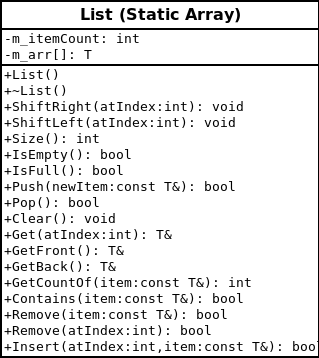 List (Static Array)
-m_itemCount: int
-m_arr[]: T
+List()
+~List()
+ShiftRight(atIndex:int): void
+ShiftLeft(atIndex:int): void
+Size(): int
+IsEmpty(): bool
+IsFull(): bool
+Push(newItem:const T&): bool
+Pop(): bool
+Clear(): void
+Get(atIndex:int): T&
+GetFront(): T&
+GetBack(): T&
+GetCountOf(item:const T&): int
+Contains(item:const T&): bool
+Remove(item:const T&): bool
+Remove(atIndex:int): bool
+Insert(atIndex:int,item:const T&): bool